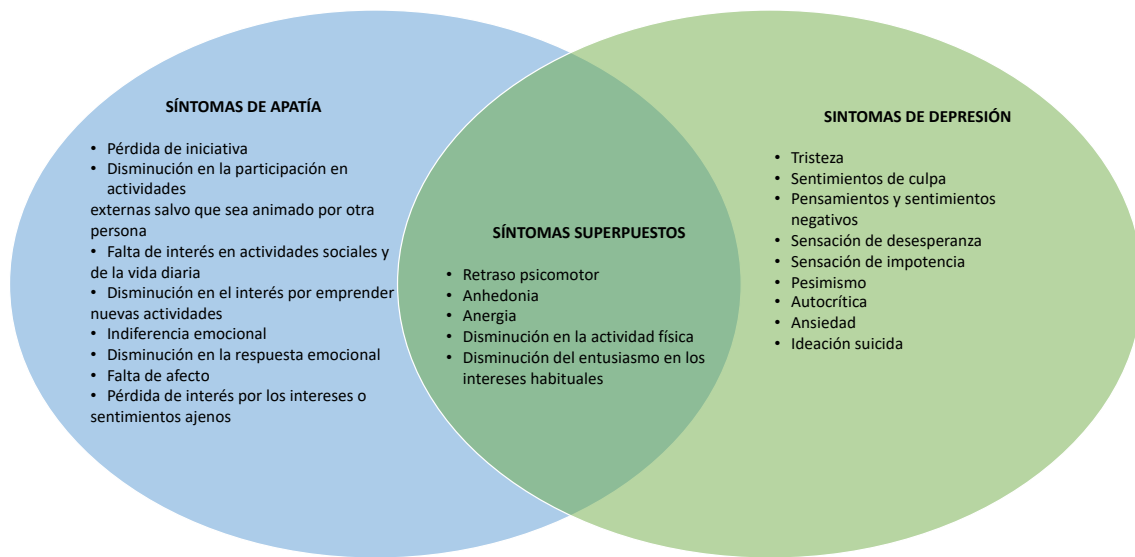 SÍNTOMAS DE APATÍA
• Pérdida de iniciativa
• Disminución en la participación en
actividades
externas salvo que sea animado por otra
persona
• Falta de interés en actividades sociales y
de la vida diaria
• Disminución en el interés por emprender
nuevas actividades
• Indiferencia emocional
• Disminución en la respuesta emocional
• Falta de afecto
• Pérdida de interés por los intereses o
sentimientos ajenos
SÍNTOMAS SUPERPUESTOS
• Retraso psicomotor
• Anhedonia
• Anergia
• Disminución en la actividad física
• Disminución del entusiasmo en los
intereses habituales
SINTOMAS DE DEPRESIÓN
• Tristeza
• Sentimientos de culpa
• Pensamientos y sentimientos
negativos
• Sensación de desesperanza
• Sensación de impotencia
• Pesimismo
• Autocrítica
• Ansiedad
• Ideación suicida